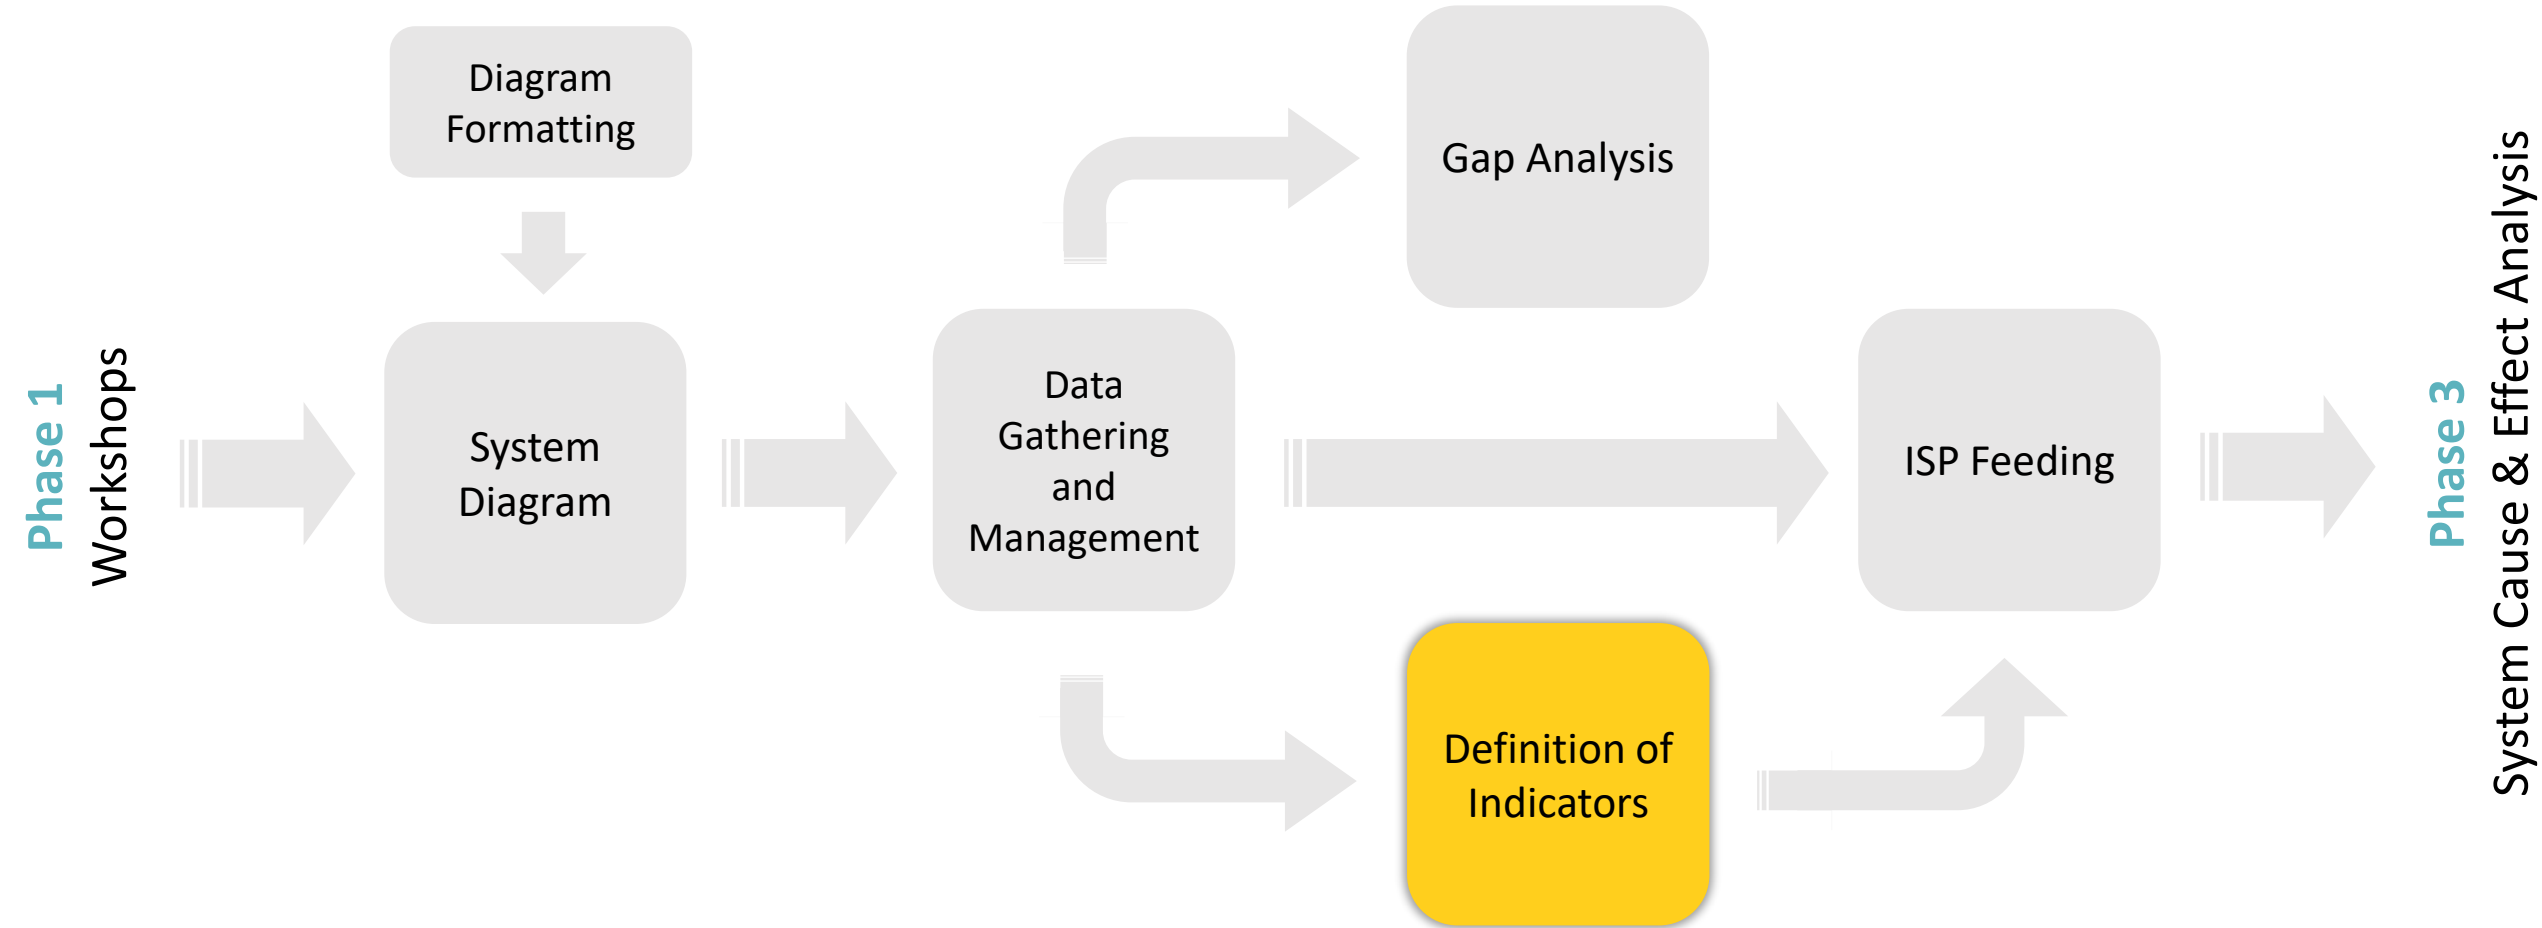 Phase 1
Workshops
Diagram
Formatting
System
Diagram
Data
Gathering
and
Management
Gap Analysis
Definition of
Indicators
ISP Feeding
Phase 3
System Cause & Effect Analysis